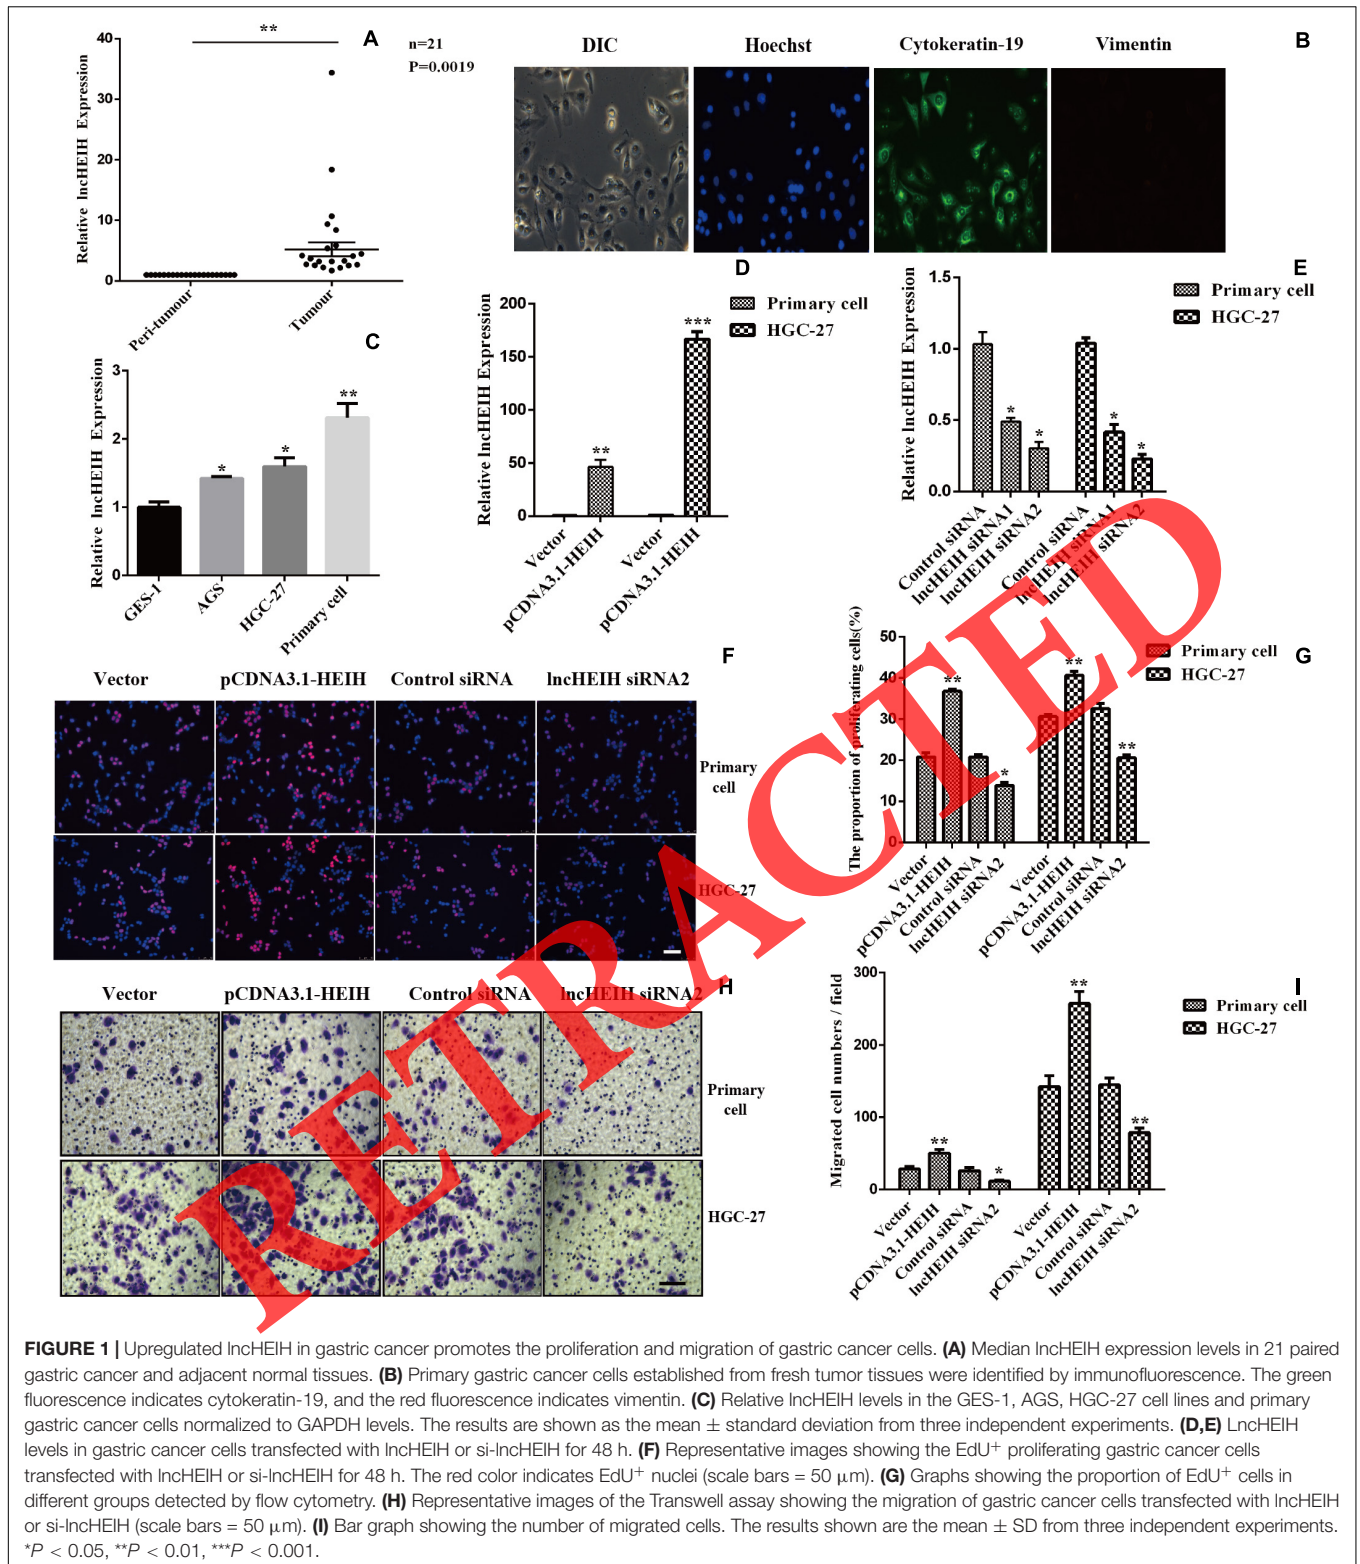 A
n=21
P=0.0019
**
Relative lncHEIH Expression
40
30
20
10
0
Peri-tumour
Tumour
B
DIC
Hoechst
Cytokeratin-19
Vimentin
C
Relative lncHEIH Expression
3
2
1
0
*
*
**
GES-1
AGS
HGC-27
Primary cell
D
Relative lncHEIH Expression
200
150
100
50
0
**
***
Primary cell
HGC-27
Vector
pCDNA3.1-HEIH
Vector
pCDNA3.1-HEIH
E
Relative lncHEIH Expression
1.5
1.0
0.5
0.0
*
*
*
*
Primary cell
HGC-27
Control siRNA
lncHEIH siRNA1
lncHEIH siRNA2
Control siRNA
lncHEIH siRNA1
lncHEIH siRNA2
F
Vector
pCDNA3.1-HEIH
Control siRNA
lncHEIH siRNA2
Primary
cell
HGC-27
G
The proportion of proliferating cells(%)
50
40
30
20
10
0
**
*
**
**
Primary cell
HGC-27
Vector
pCDNA3.1-HEIH
Control siRNA
lncHEIH siRNA2
Vector
pCDNA3.1-HEIH
Control siRNA
lncHEIH siRNA2
H
Vector
pCDNA3.1-HEIH
Control siRNA
lncHEIH siRNA2
Primary
cell
HGC-27
I
Migrated cell numbers / field
300
200
100
0
**
*
**
**
Primary cell
HGC-27
Vector
pCDNA3.1-HEIH
Control siRNA
lncHEIH siRNA2
Vector
pCDNA3.1-HEIH
Control siRNA
lncHEIH siRNA2
RETRACTED
FIGURE 1 | Upregulated lncHEIH in gastric cancer promotes the proliferation and migration of gastric cancer cells. (A) Median lncHEIH expression levels in 21 paired
gastric cancer and adjacent normal tissues. (B) Primary gastric cancer cells established from fresh tumor tissues were identified by immunofluorescence. The green
fluorescence indicates cytokeratin-19, and the red fluorescence indicates vimentin. (C) Relative lncHEIH levels in the GES-1, AGS, HGC-27 cell lines and primary
gastric cancer cells normalized to GAPDH levels. The results are shown as the mean ± standard deviation from three independent experiments. (D,E) LncHEIH
levels in gastric cancer cells transfected with lncHEIH or si-lncHEIH for 48 h. (F) Representative images showing the EdU+ proliferating gastric cancer cells
transfected with lncHEIH or si-lncHEIH for 48 h. The red color indicates EdU+ nuclei (scale bars = 50 μm). (G) Graphs showing the proportion of EdU+ cells in
different groups detected by flow cytometry. (H) Representative images of the Transwell assay showing the migration of gastric cancer cells transfected with lncHEIH
or si-lncHEIH (scale bars = 50 μm). (I) Bar graph showing the number of migrated cells. The results shown are the mean ± SD from three independent experiments.
*P < 0.05, **P < 0.01, ***P < 0.001.